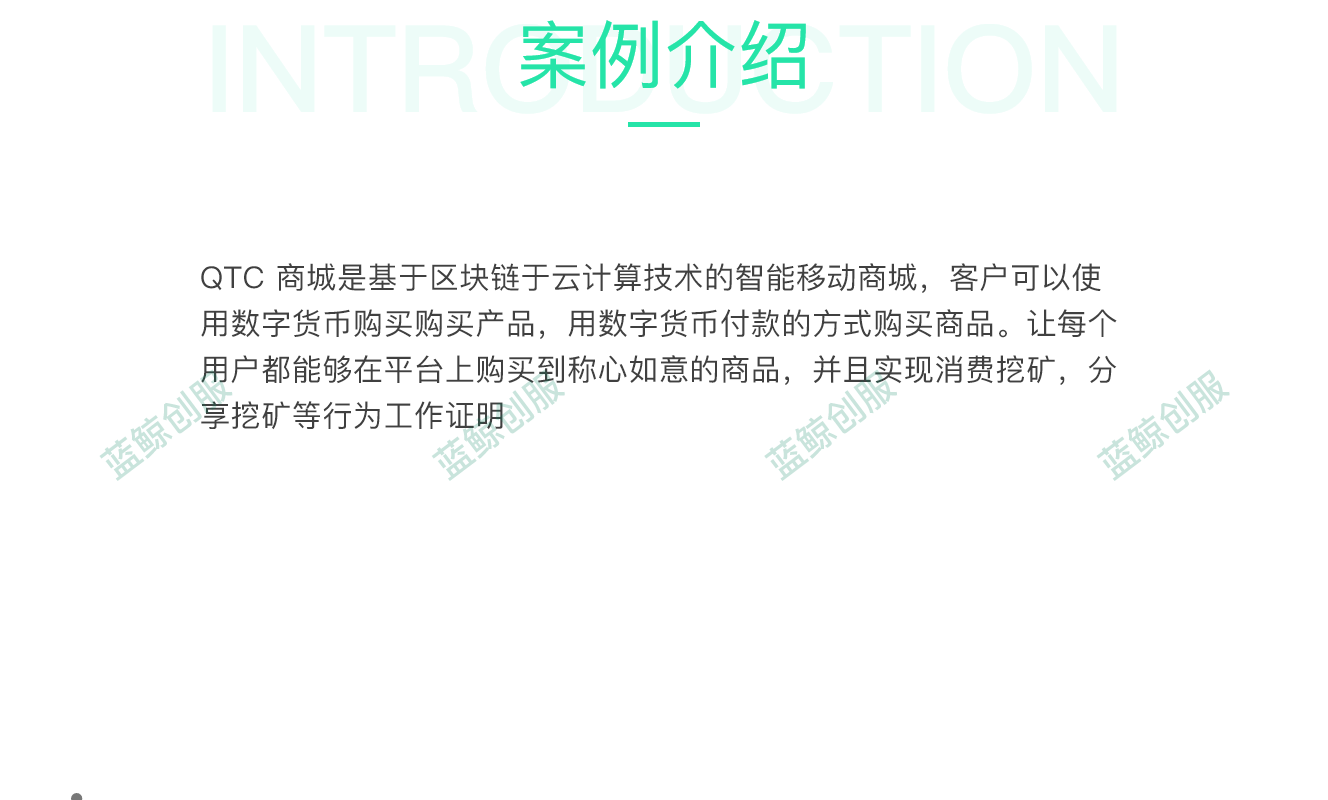 INTRODUCTION
案例介绍
QTC 商城是基于区块链于云计算技术的智能移动商城，客户可以使
用数字货币购买购买产品，用数字货币付款的方式购买商品。让每个
用户都能够在平台上购买到称心如意的商品，并且实现消费挖矿，分
享挖矿等行为工作证明
蓝鲸创服
蓝鲸创服
蓝鲸创服
蓝鲸创服